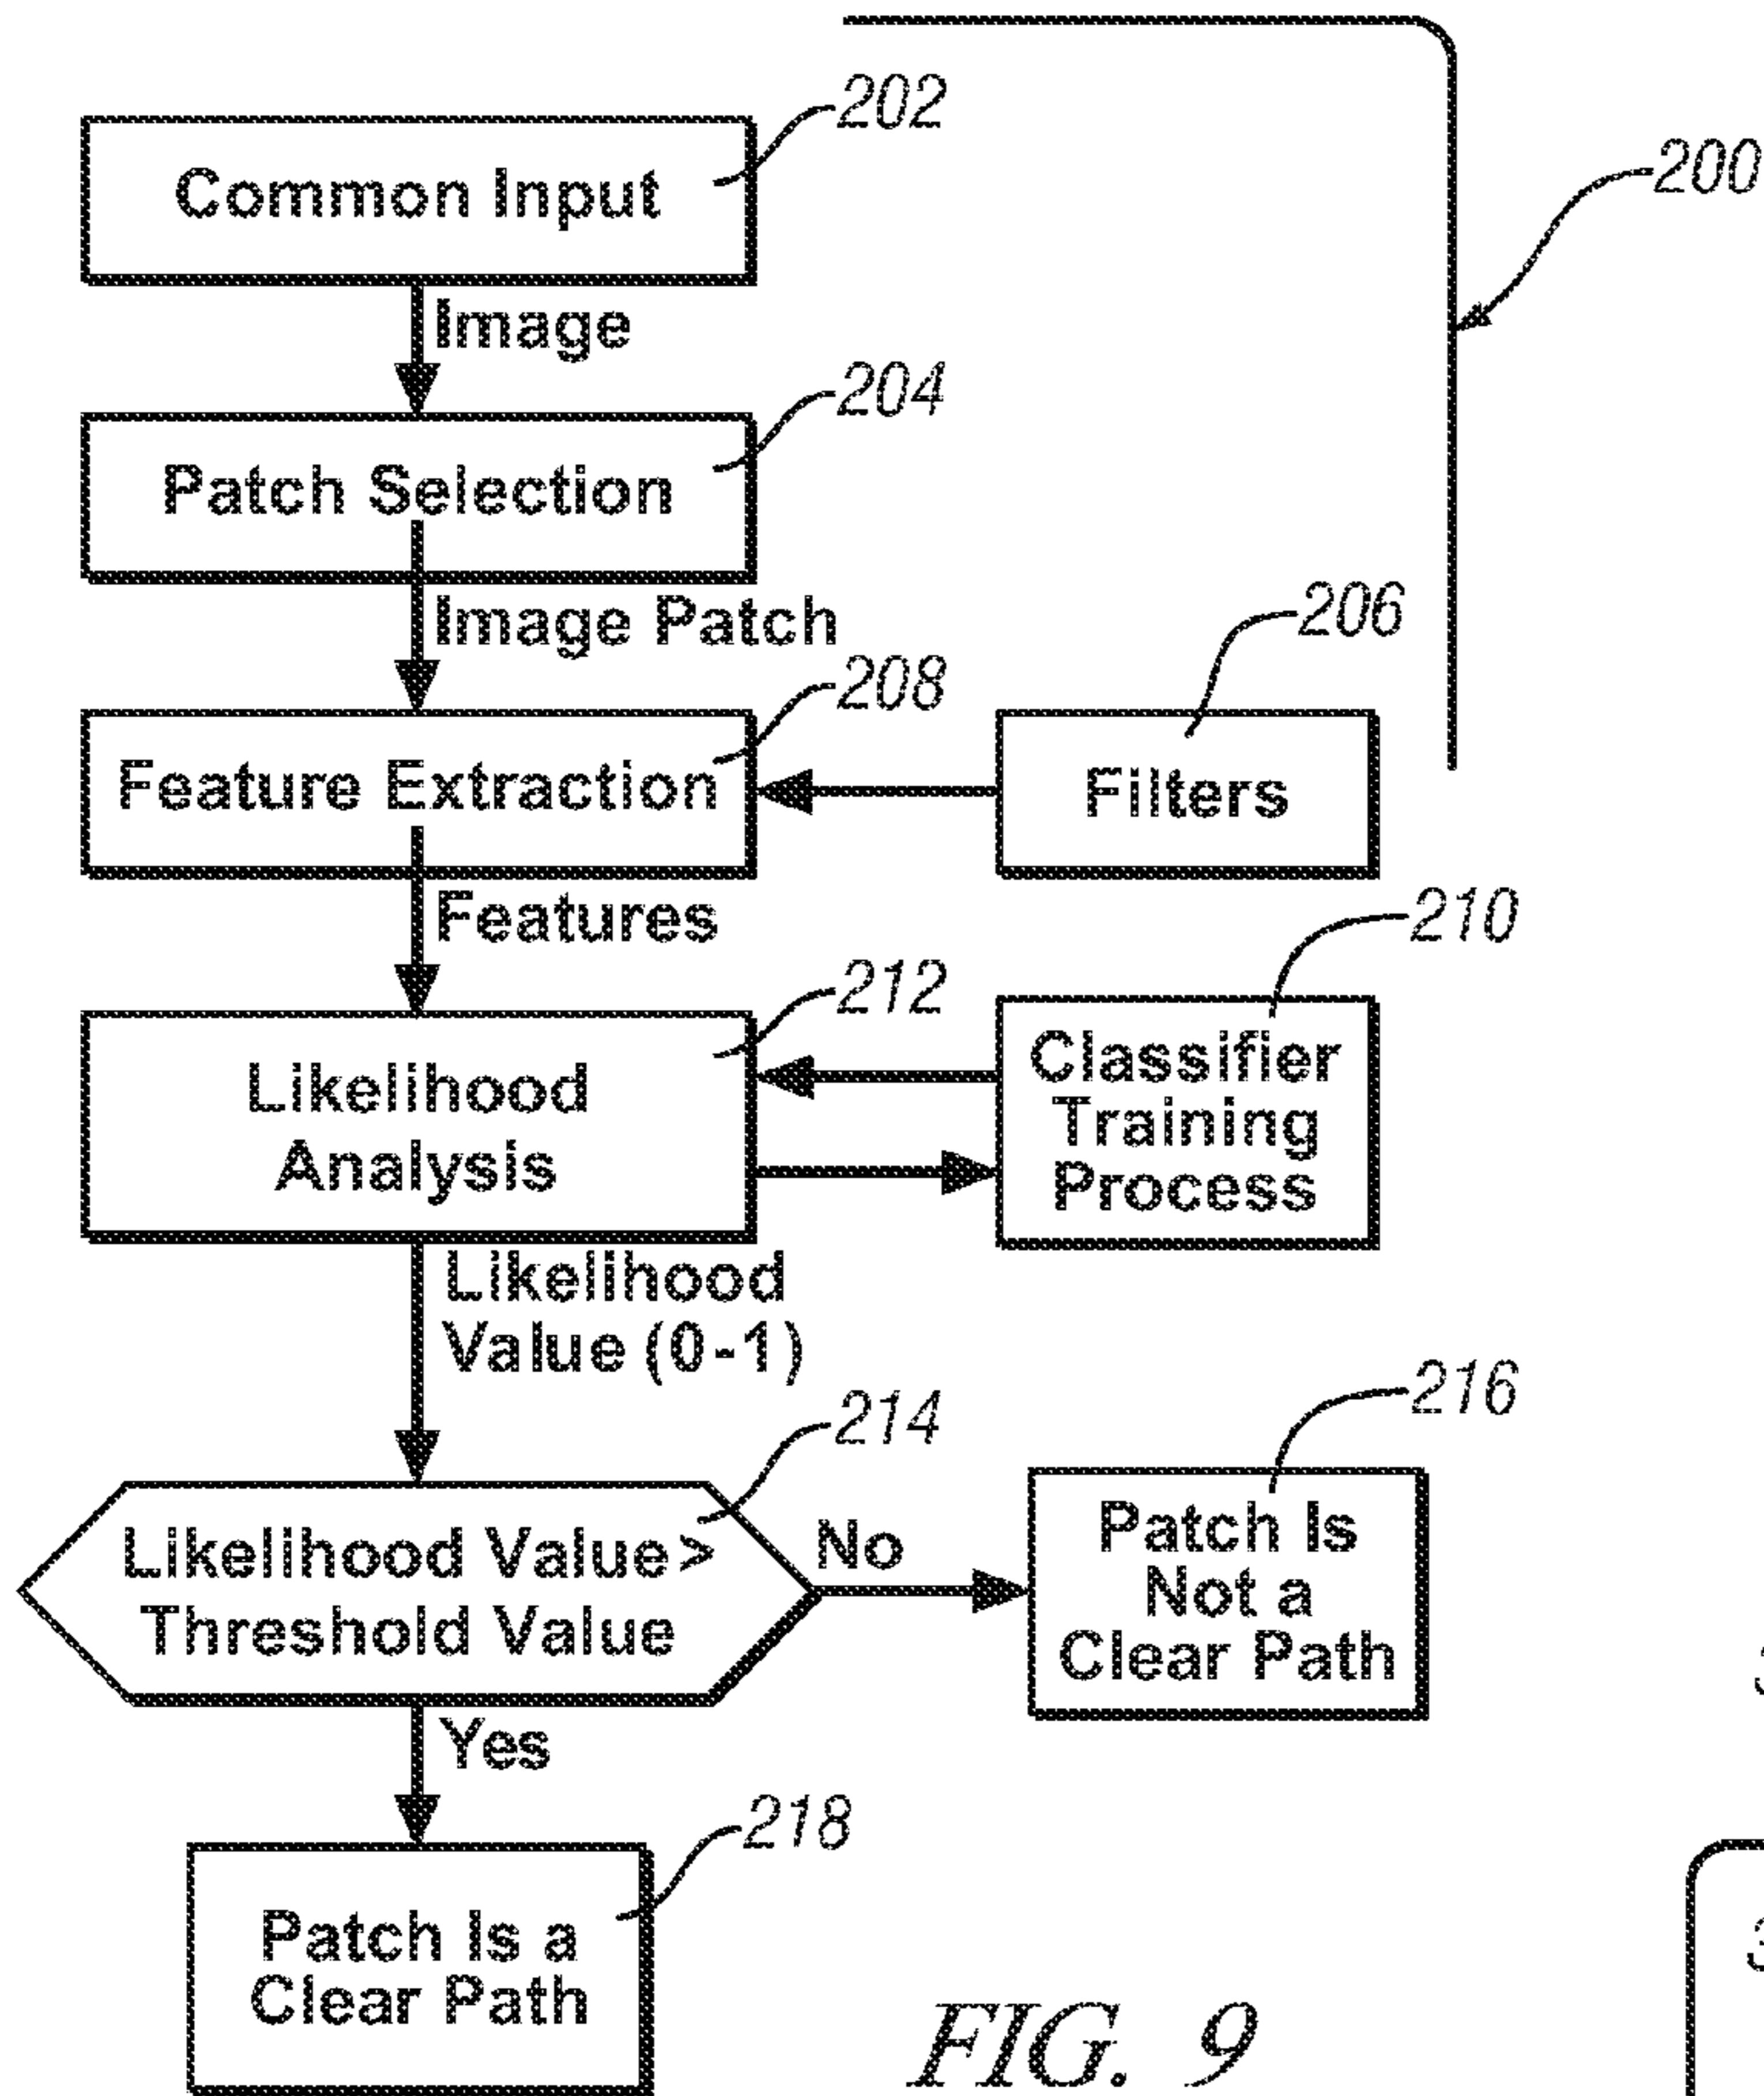 202
Common Input
200
Image
204
Patch Selection
Image Patch
206
208
Feature Extraction
Filters
Features
210
212
Likelihood
Analysis
Classifier
Training
Process
Likelihood
Value (0-1)
216
214
Likelihood Value >
Threshold Value
No
Patch Is
Not a
Clear Path
Yes
218
Patch Is a
Clear Path
FIG. 9